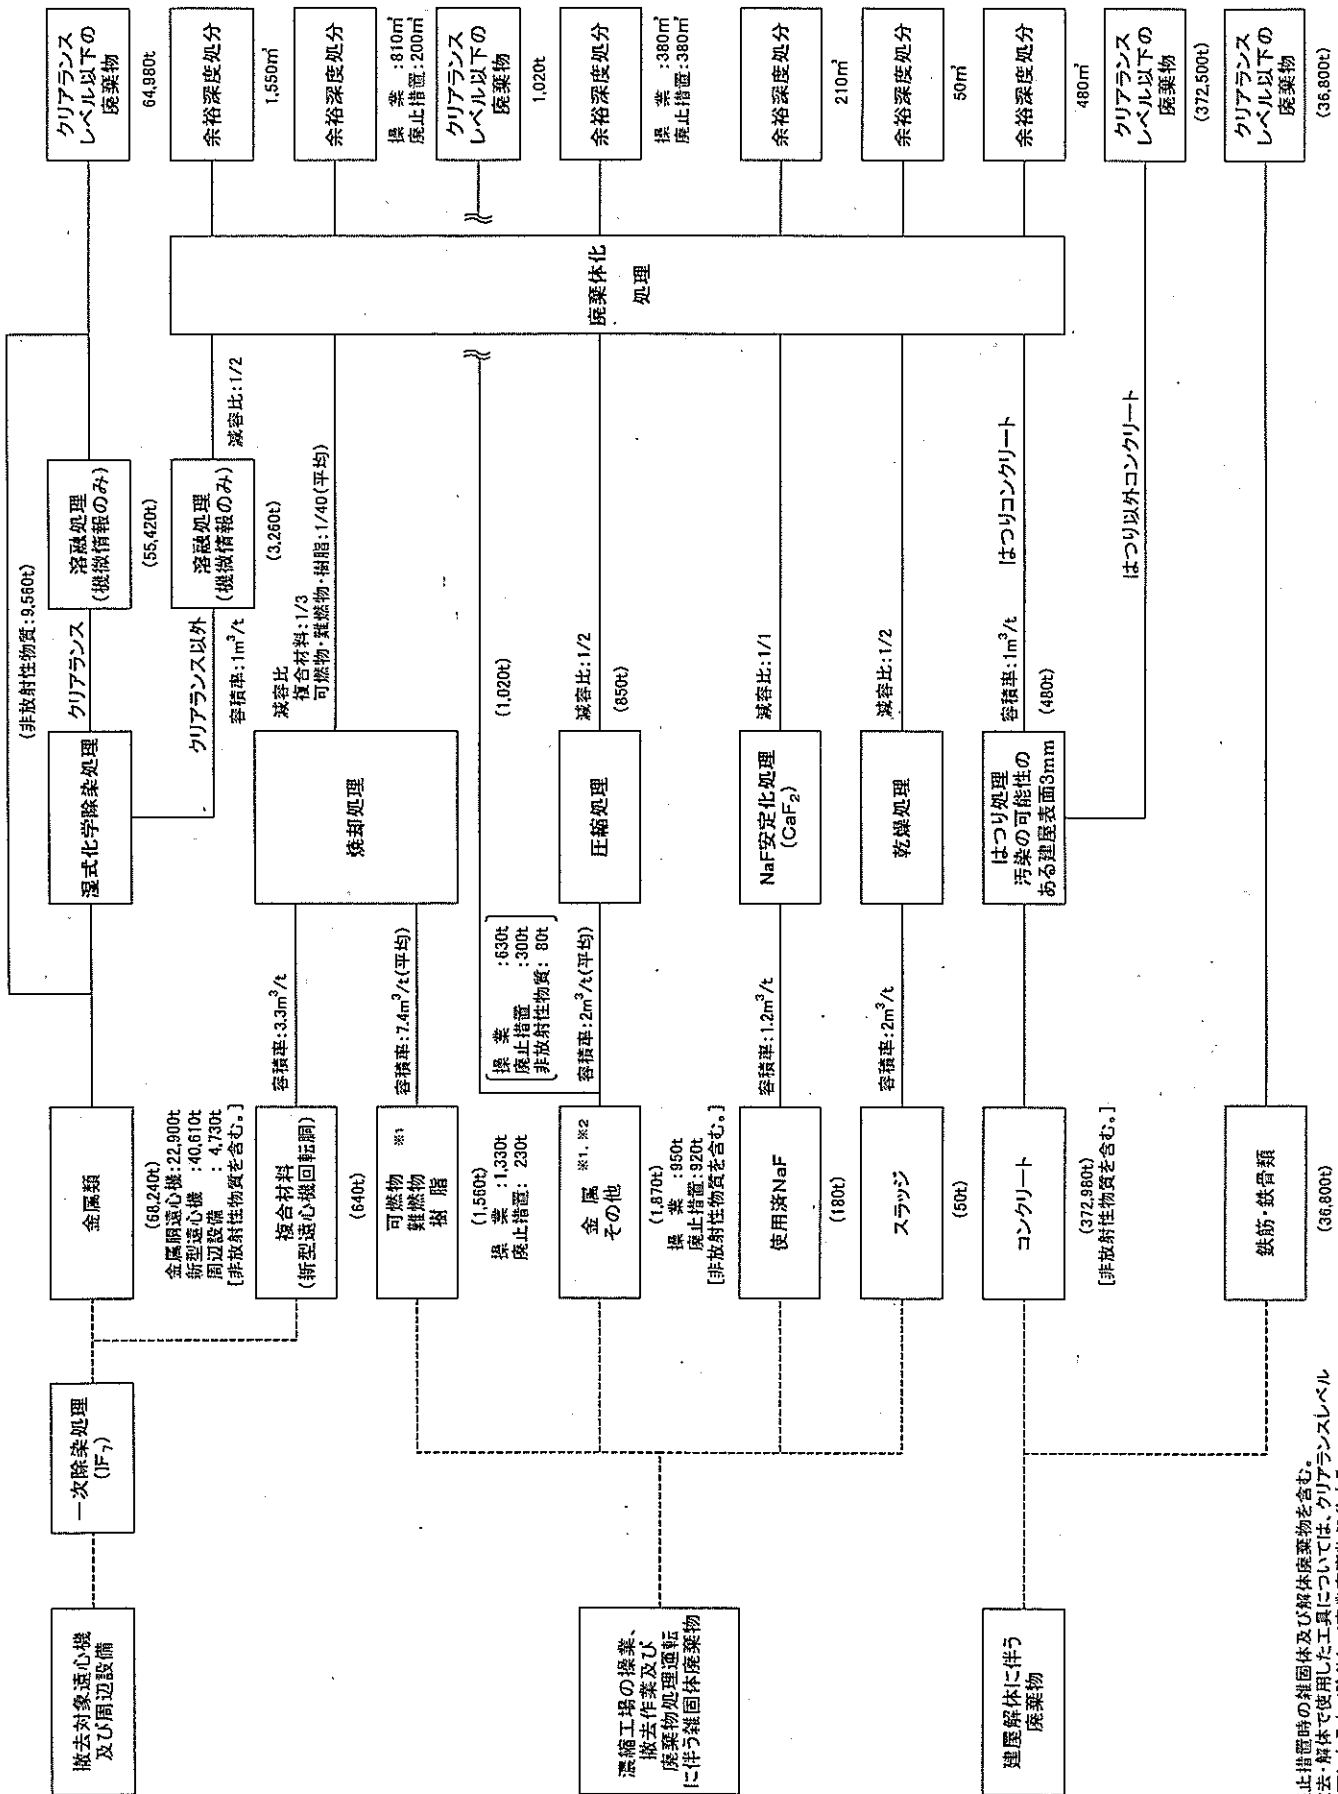 撤去対象遠心機
及び周辺設備
一次除染処理
(IF₇)
金属類
(68,240t)
金属胴遠心機:22,900t
新型遠心機 :40,610t
周辺設備 : 4,730t
[非放射性物質を含む。]
(非放射性物質:9,560t)
湿式化学除染処理
クリアランス
溶融処理
(機微情報のみ)
(55,420t)
クリアランス
レベル以下の
廃棄物
64,980t
クリアランス以外
容積率:1m³/t
溶融処理
(機微情報のみ)
(3,260t)
減容比:1/2
余裕深度処分
1,550㎥
複合材料
(新型遠心機回転胴)
(640t)
容積率:3.3m³/t
焼却処理
減容比
複合材料:1/3
可燃物・難燃物・樹脂:1/40(平均)
余裕深度処分
操 業 :810㎥
廃止措置:200㎥
濃縮工場の操業、
撤去作業及び
廃棄物処理運転
に伴う雑固体廃棄物
可燃物 ※1
難燃物
樹 脂
(1,560t)
操 業 :1,330t
廃止措置: 230t
容積率:7.4m³/t(平均)
(1,020t)
クリアランス
レベル以下の
廃棄物
1,020t
金 属 ※1、※2
その他
(1,870t)
操 業 :950t
廃止措置:920t
[非放射性物質を含む。]
操 業 :630t
廃止措置 :300t
非放射性物質: 80t
容積率:2m³/t(平均)
圧縮処理
減容比:1/2
(850t)
廃棄体化
処理
余裕深度処分
操 業 :380㎥
廃止措置:380㎥
使用済NaF
(180t)
容積率:1.2m³/t
NaF安定化処理
(CaF₂)
減容比:1/1
余裕深度処分
210㎥
スラッジ
(50t)
容積率:2m³/t
乾燥処理
減容比:1/2
余裕深度処分
50㎥
建屋解体に伴う
廃棄物
コンクリート
(372,980t)
[非放射性物質を含む。]
はつり処理
汚染の可能性の
ある建屋表面3mm
容積率:1m³/t
(480t)
はつりコンクリート
余裕深度処分
480㎥
はつり以外コンクリート
クリアランス
レベル以下の
廃棄物
(372,500t)
鉄筋・鉄骨類
(36,800t)
クリアランス
レベル以下の
廃棄物
(36,800t)
止措置時の雑固体及び解体廃棄物を含む。
去・解体で使用した工具については、クリアランスレベル